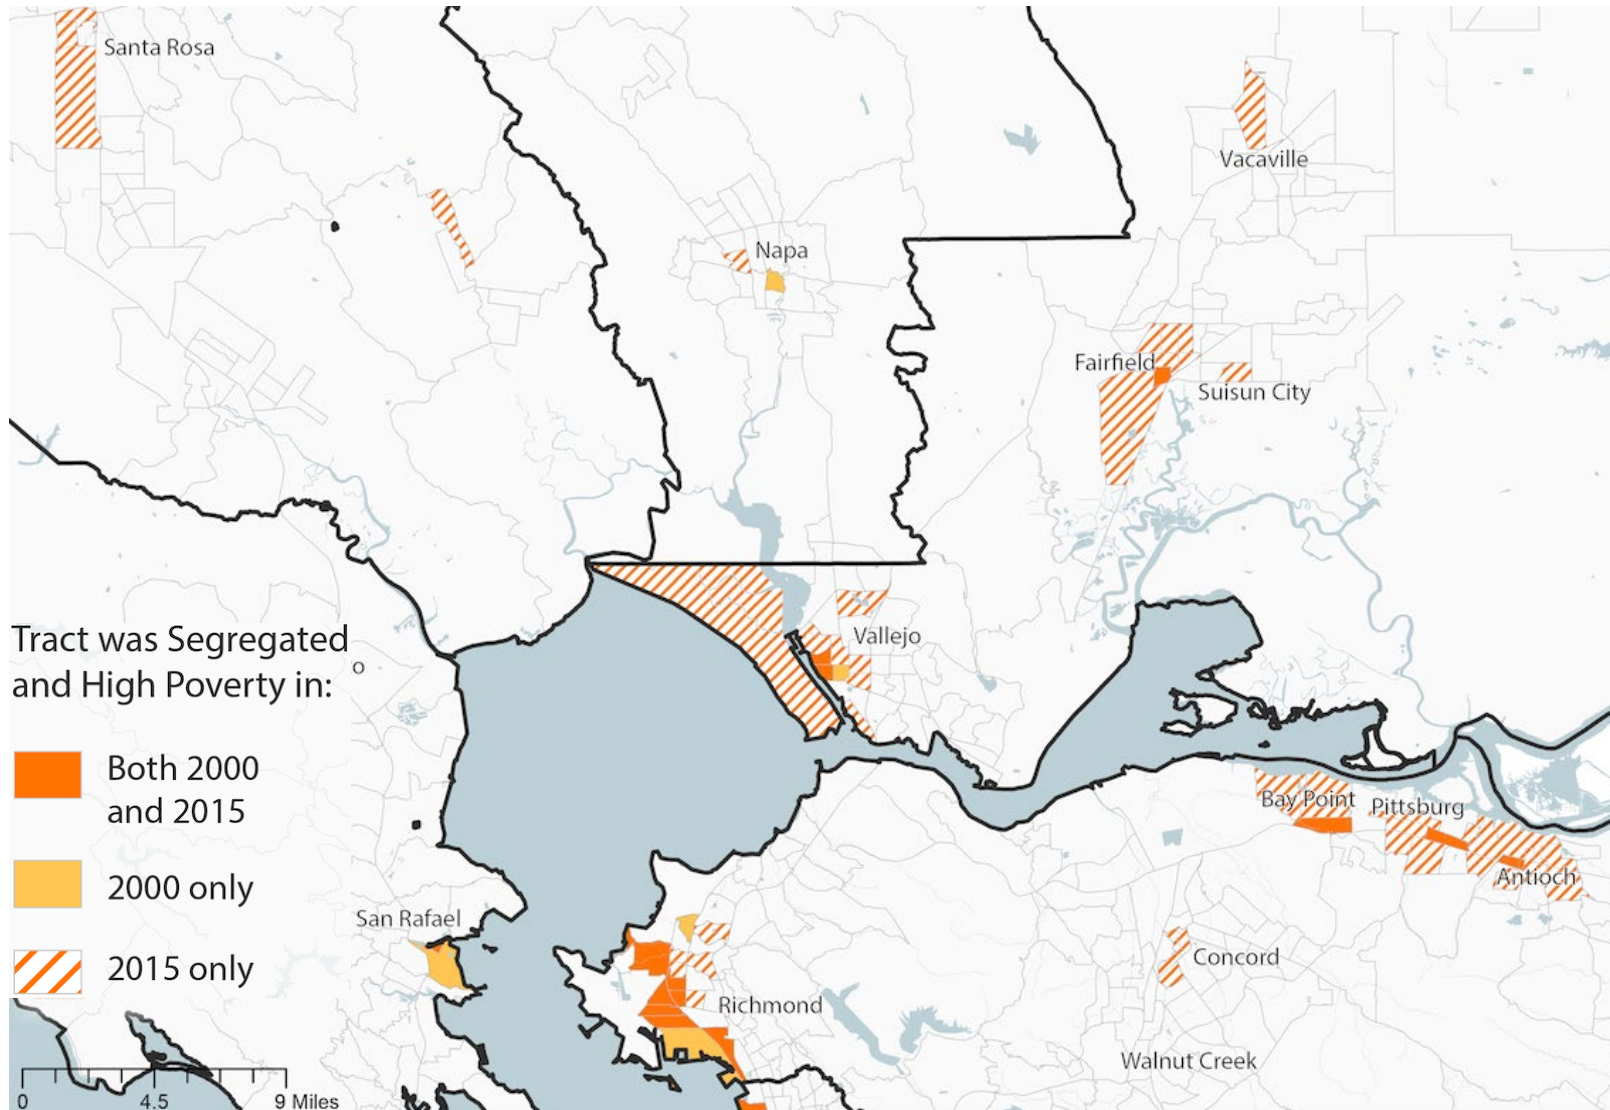 Santa Rosa
Vacaville
Napa
Fairfield
Suisun City
Vallejo
Tract was Segregated
and High Poverty in:
Both 2000
and 2015
2000 only
2015 only
Bay Point
Pittsburg
Antioch
San Rafael
Concord
Richmond
Walnut Creek
0 4.5 9 Miles